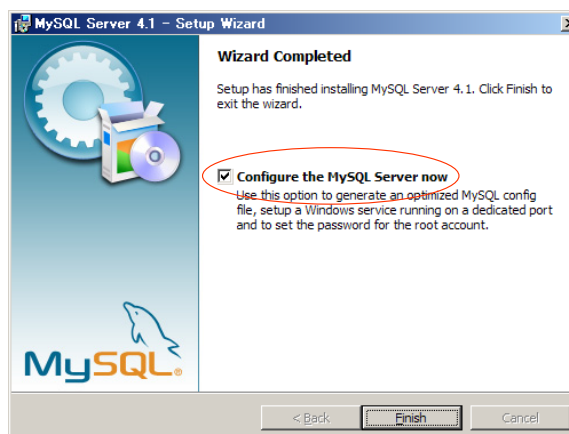 MySQL Server 4.1 - Setup Wizard
Wizard Completed
Setup has finished installing MySQL Server 4.1. Click Finish to
exit the wizard.
Configure the MySQL Server now
Use this option to generate an optimized MySQL config
file, setup a Windows service running on a dedicated port
and to set the password for the root account.
MySQL®
< Back
Finish
Cancel